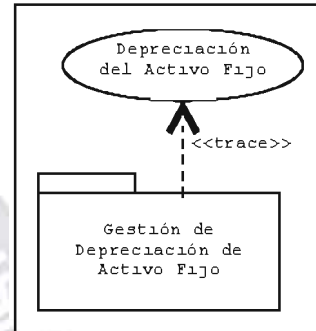 Depreciación
del Activo Fijo
<<trace>>
Gestión de
Depreciación de
Activo Fijo